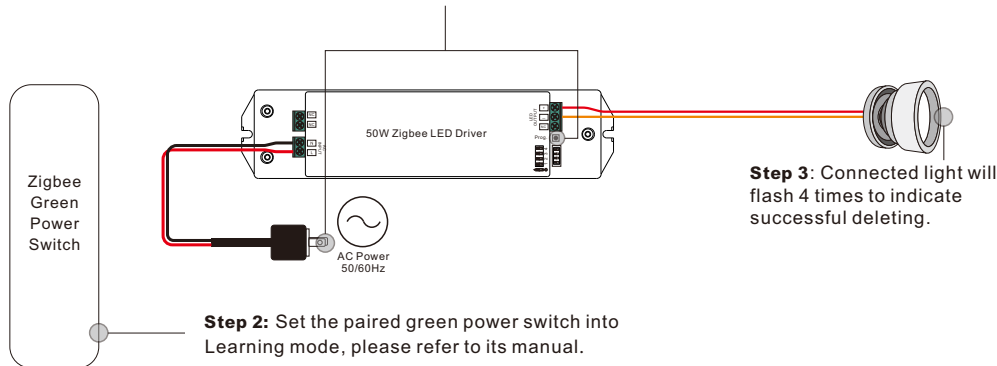 50W Zigbee LED Driver
LED
OUTPUT
Prog.
N
L
AC Power
50/60Hz
Zigbee
Green
Power
Switch
Step 3: Connected light will
flash 4 times to indicate
successful deleting.
Step 2: Set the paired green power switch into
Learning mode, please refer to its manual.